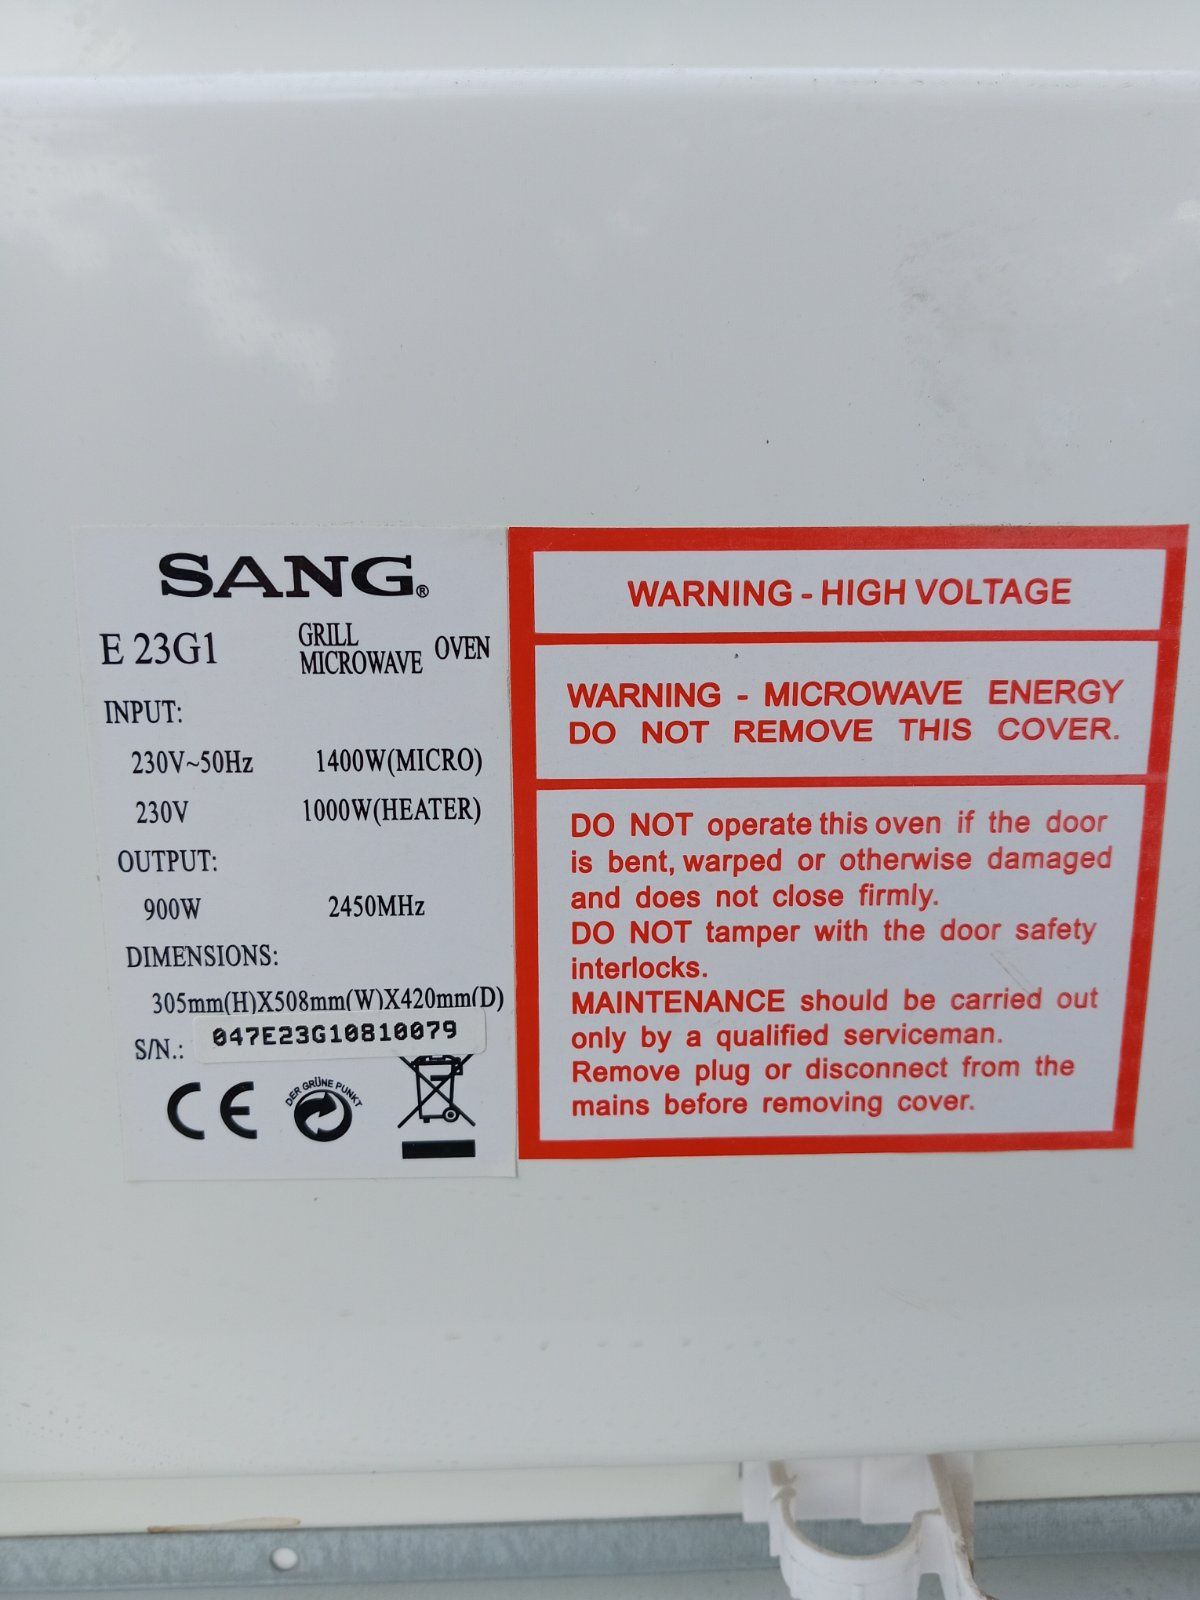 SANG®
E 23G1 GRILL MICROWAVE OVEN
INPUT:
230V~50Hz 1400W(MICRO)
230V 1000W(HEATER)
OUTPUT:
900W 2450MHz
DIMENSIONS:
305mm(H)X508mm(W)X420mm(D)
S/N.: 047E23G10810079
CE DER GRÜNE PUNKT
WARNING - HIGH VOLTAGE
WARNING - MICROWAVE ENERGY
DO NOT REMOVE THIS COVER.
DO NOT operate this oven if the door
is bent, warped or otherwise damaged
and does not close firmly.
DO NOT tamper with the door safety
interlocks.
MAINTENANCE should be carried out
only by a qualified serviceman.
Remove plug or disconnect from the
mains before removing cover.